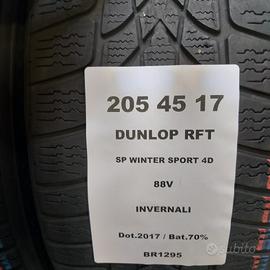 205 45 17
DUNLOP RFT
SP WINTER SPORT 4D
88V
INVERNALI
Dot.2017 / Bat.70%
BR1295
subito